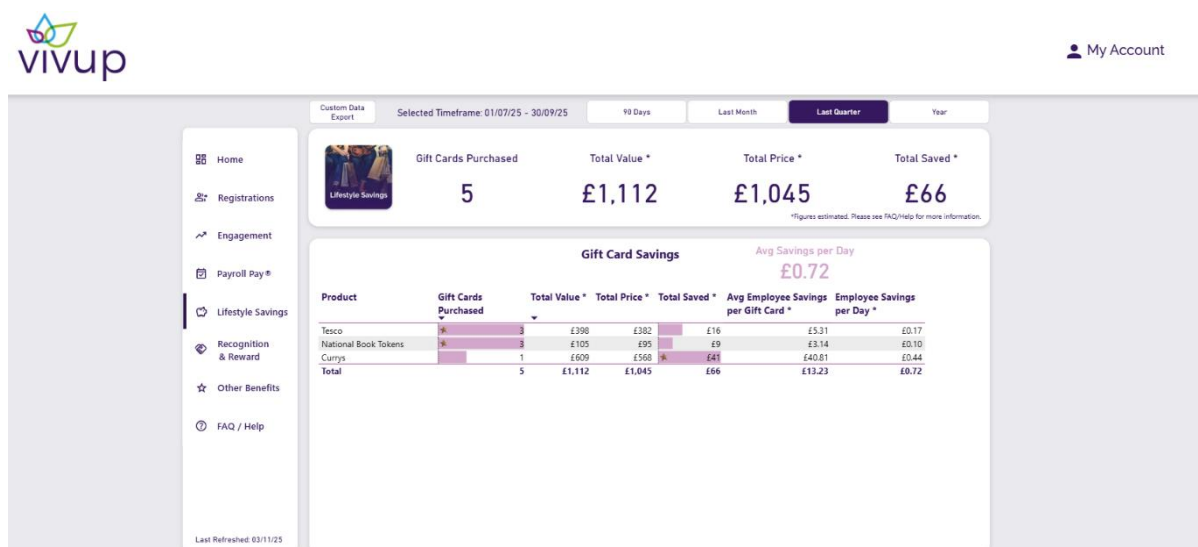 vivup
My Account
Custom Data
Export
Selected Timeframe: 01/07/25 - 30/09/25
90 Days
Last Month
Last Quarter
Year
Home
Registrations
Engagement
Payroll Pay®
Lifestyle Savings
Recognition
& Reward
Other Benefits
FAQ / Help
Last Refreshed: 03/11/25
Lifestyle Savings
Gift Cards Purchased
5
Total Value *
£1,112
Total Price *
£1,045
Total Saved *
£66
*Figures estimated. Please see FAQ/Help for more information.
Gift Card Savings
Avg Savings per Day
£0.72
Product Gift Cards Total Value * Total Price * Total Saved * Avg Employee Savings Employee Savings
Purchased per Gift Card * per Day *
Tesco 3 £398 £382 £16 £5.31 £0.17
National Book Tokens 3 £105 £95 £9 £3.14 £0.10
Currys 1 £609 £568 £41 £40.81 £0.44
Total 5 £1,112 £1,045 £66 £13.23 £0.72